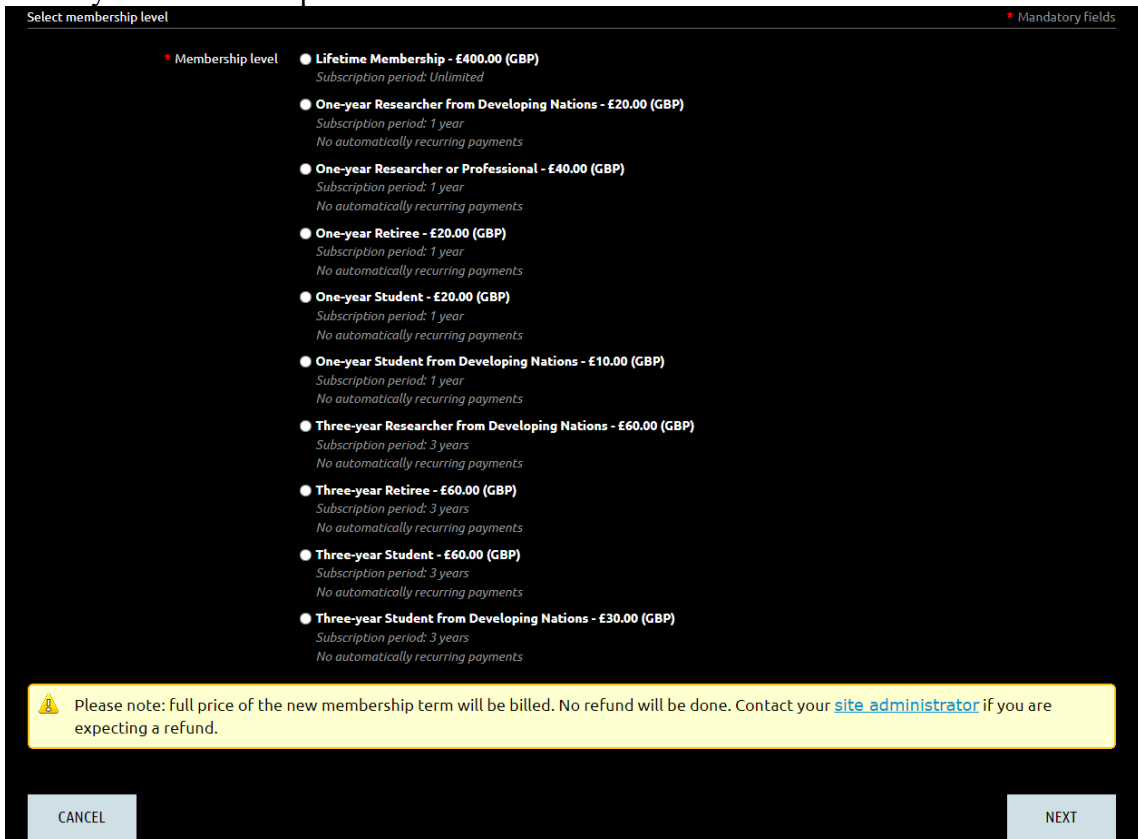 Select membership level
* Mandatory fields
* Membership level
Lifetime Membership - £400.00 (GBP)
Subscription period: Unlimited
One-year Researcher from Developing Nations - £20.00 (GBP)
Subscription period: 1 year
No automatically recurring payments
One-year Researcher or Professional - £40.00 (GBP)
Subscription period: 1 year
No automatically recurring payments
One-year Retiree - £20.00 (GBP)
Subscription period: 1 year
No automatically recurring payments
One-year Student - £20.00 (GBP)
Subscription period: 1 year
No automatically recurring payments
One-year Student from Developing Nations - £10.00 (GBP)
Subscription period: 1 year
No automatically recurring payments
Three-year Researcher from Developing Nations - £60.00 (GBP)
Subscription period: 3 years
No automatically recurring payments
Three-year Retiree - £60.00 (GBP)
Subscription period: 3 years
No automatically recurring payments
Three-year Student - £60.00 (GBP)
Subscription period: 3 years
No automatically recurring payments
Three-year Student from Developing Nations - £30.00 (GBP)
Subscription period: 3 years
No automatically recurring payments
Please note: full price of the new membership term will be billed. No refund will be done. Contact your site administrator if you are
expecting a refund.
CANCEL
NEXT